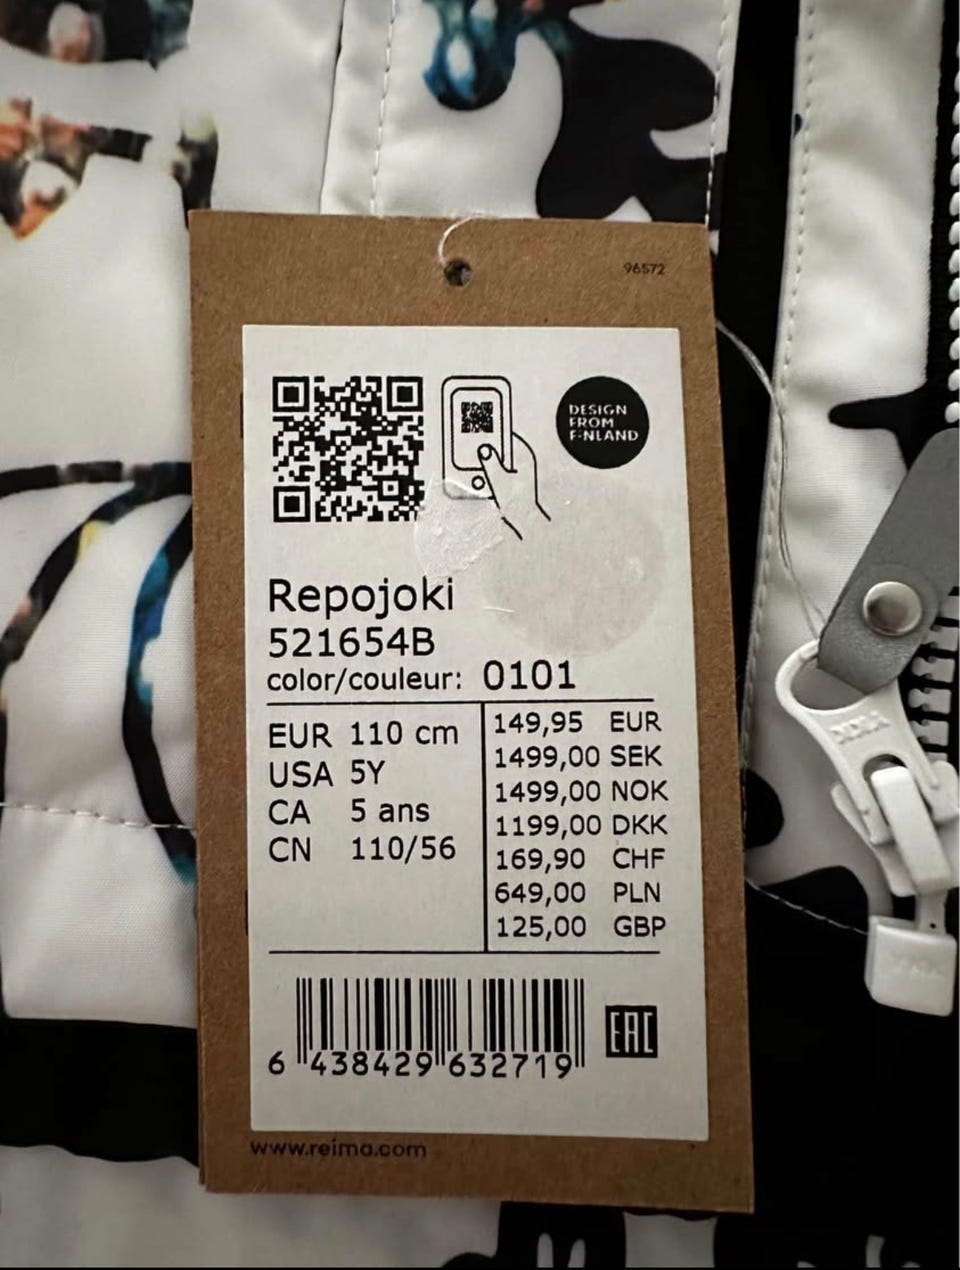 96572
DESIGN
FROM
F·NLAND
Repojoki
521654B
color/couleur: 0101
EUR 110 cm
USA 5Y
CA 5 ans
CN 110/56
149,95 EUR
1499,00 SEK
1499,00 NOK
1199,00 DKK
169,90 CHF
649,00 PLN
125,00 GBP
6 438429 632719
EAC
www.reima.com